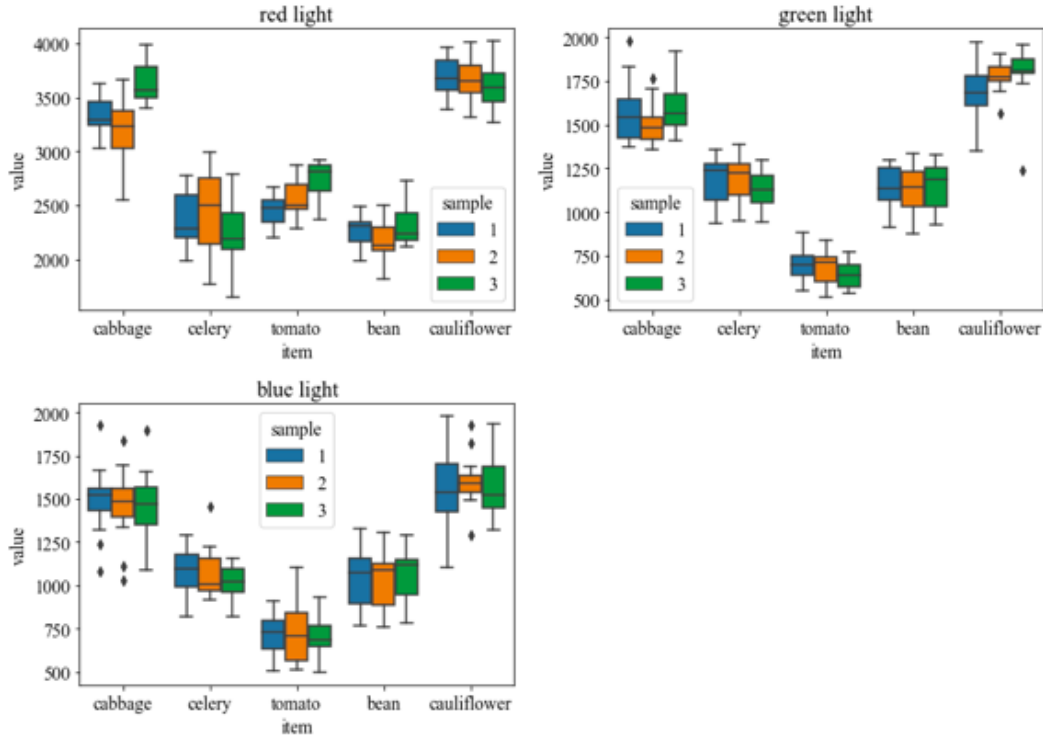 red light
value
4000
3500
3000
2500
2000
sample
1
2
3
cabbage celery tomato bean cauliflower
item
green light
value
2000
1750
1500
1250
1000
750
500
sample
1
2
3
cabbage celery tomato bean cauliflower
item
blue light
value
2000
1750
1500
1250
1000
750
500
sample
1
2
3
cabbage celery tomato bean cauliflower
item